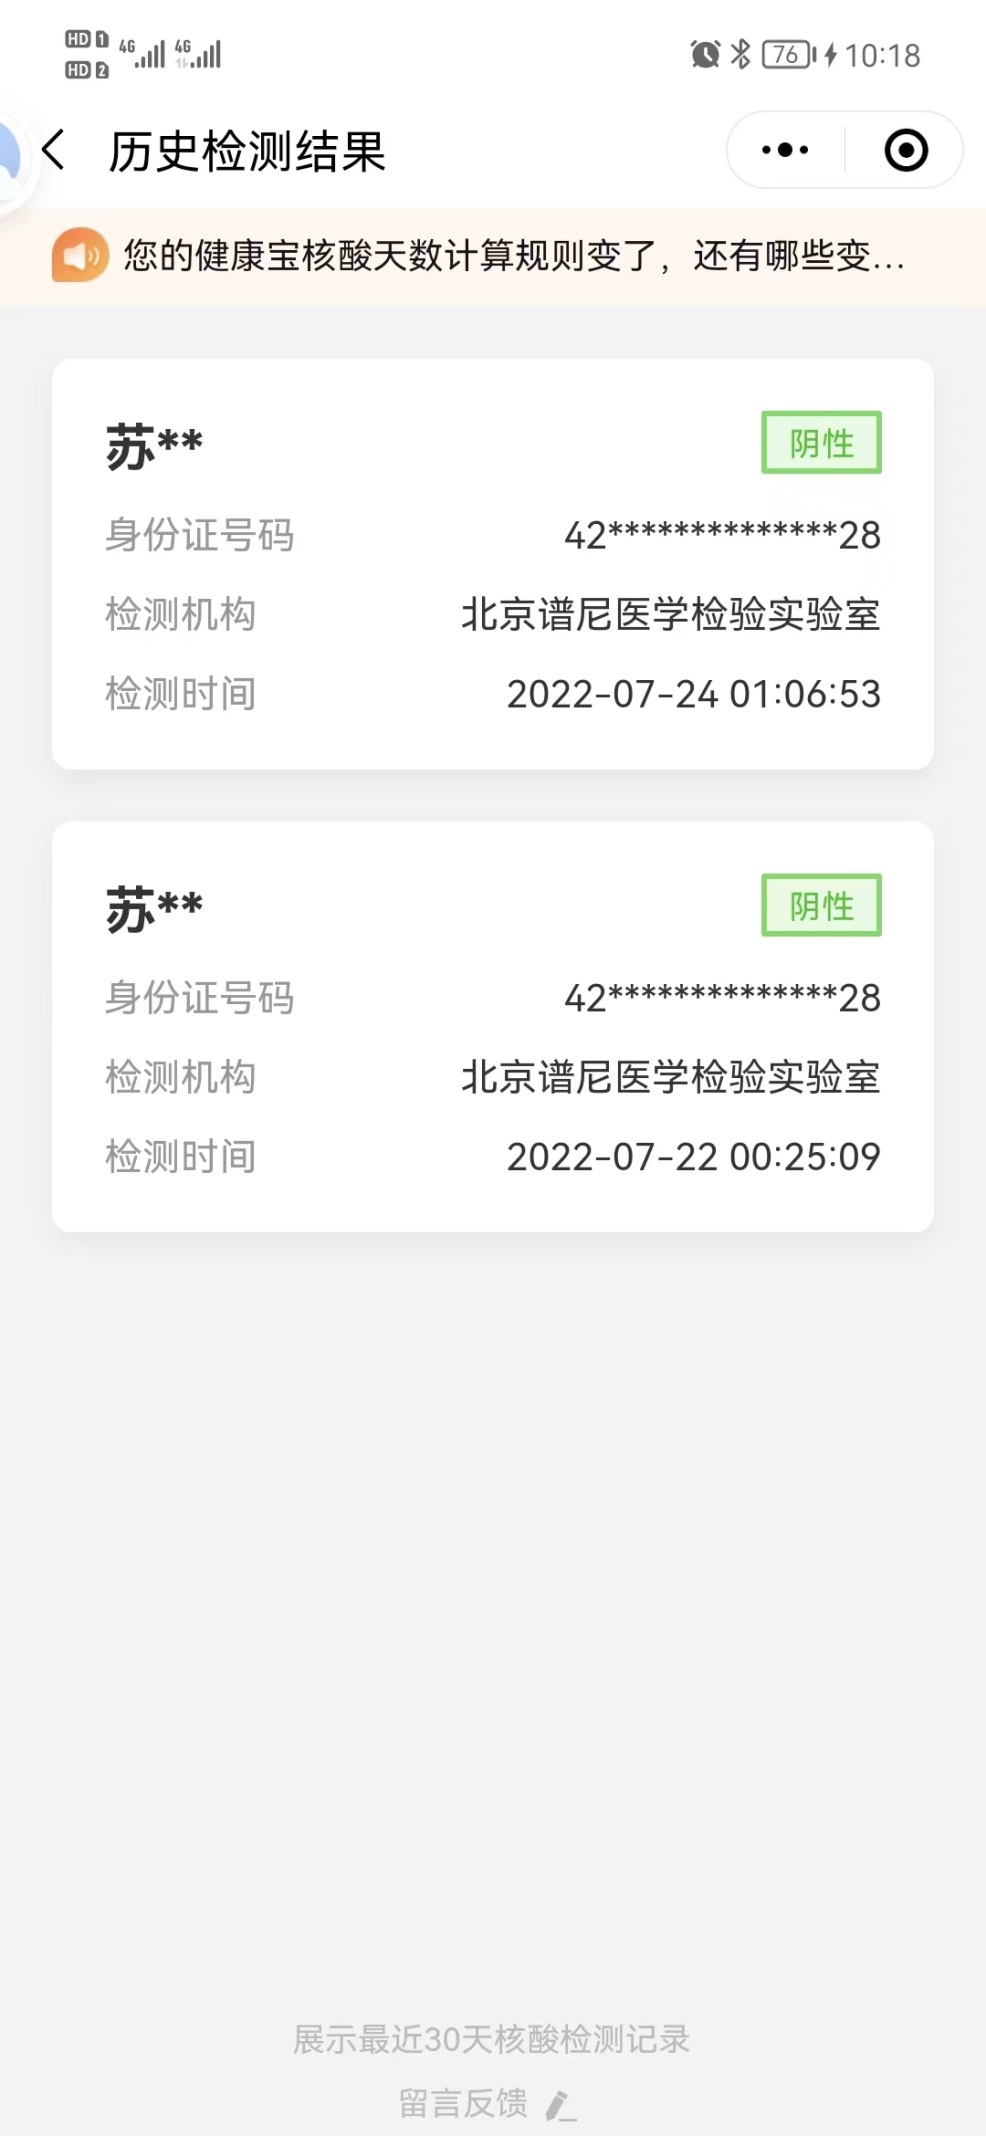 HD 1 4G 4G
HD 2
76 10:18
历史检测结果
您的健康宝核酸天数计算规则变了，还有哪些变...
苏**
阴性
身份证号码 42**************28
检测机构 北京谱尼医学检验实验室
检测时间 2022-07-24 01:06:53
苏**
阴性
身份证号码 42**************28
检测机构 北京谱尼医学检验实验室
检测时间 2022-07-22 00:25:09
展示最近30天核酸检测记录
留言反馈